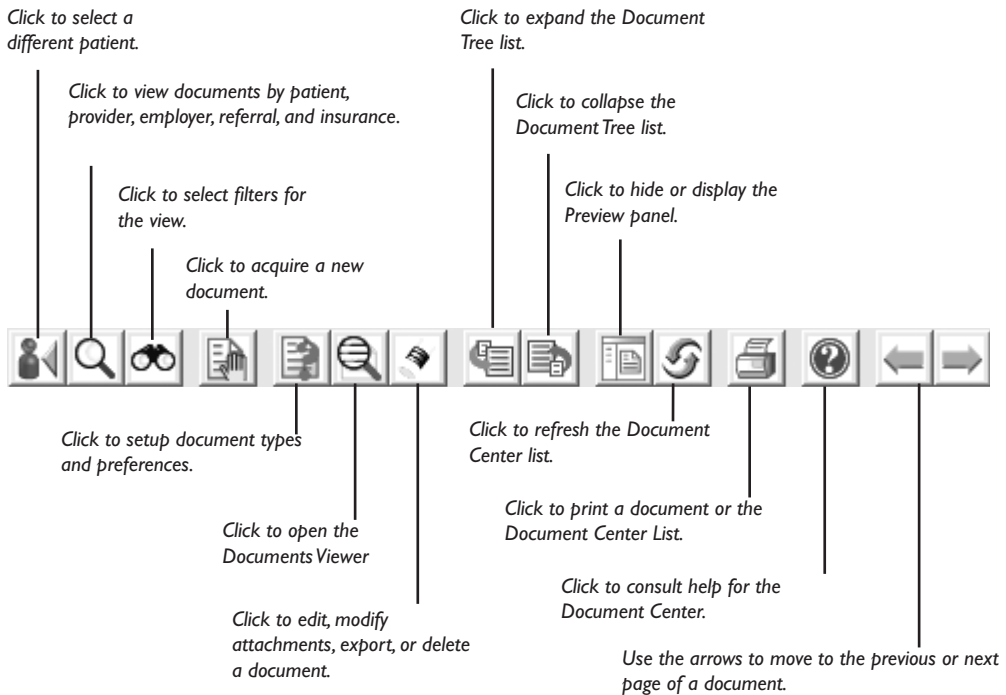 Click to select a
different patient.
Click to expand the Document
Tree list.
Click to view documents by patient,
provider, employer, referral, and insurance.
Click to collapse the
Document Tree list.
Click to select filters for
the view.
Click to hide or display the
Preview panel.
Click to acquire a new
document.
Click to setup document types
and preferences.
Click to refresh the Document
Center list.
Click to open the
Documents Viewer
Click to print a document or the
Document Center List.
Click to edit, modify
attachments, export, or delete
a document.
Click to consult help for the
Document Center.
Use the arrows to move to the previous or next
page of a document.